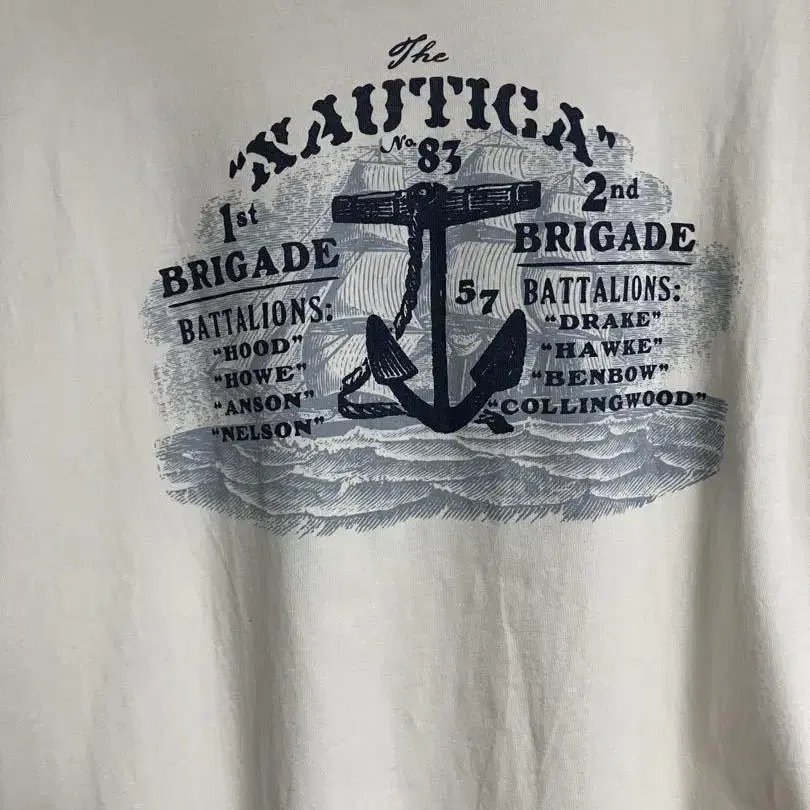 The
"NAUTICA"
No. 83
1st
BRIGADE
BATTALIONS:
"HOOD"
"HOWE"
"ANSON"
"NELSON"
57
2nd
BRIGADE
BATTALIONS:
"DRAKE"
"HAWKE"
"BENBOW"
"COLLINGWOOD"